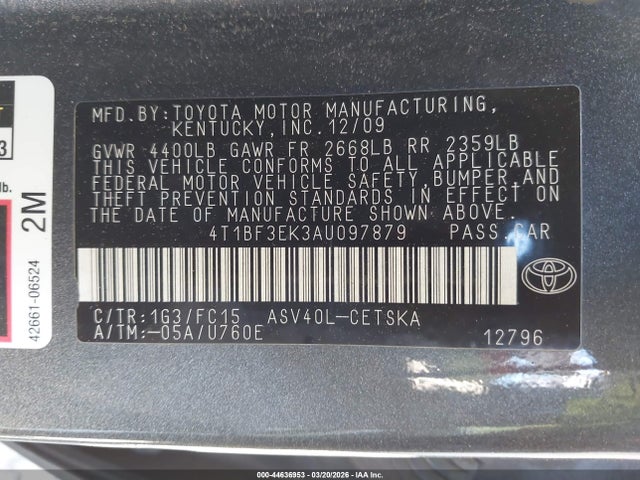 MFD.BY:TOYOTA MOTOR MANUFACTURING,
KENTUCKY,INC.12/09
GVWR 4400LB GAWR FR 2668LB RR 2359LB
THIS VEHICLE CONFORMS TO ALL APPLICABLE
FEDERAL MOTOR VEHICLE SAFETY,BUMPER,AND
THEFT PREVENTION STANDARDS IN EFFECT ON
THE DATE OF MANUFACTURE SHOWN ABOVE.
4T1BF3EK3AU097879 PASS.CAR
C/TR:1G3/FC15 ASV40L-CETSKA
A/TM:-05A/U760E 12796
TOYOTA
3
lb.
2M
42661-06524
000-44636953 | 03/20/2026 | IAA Inc.